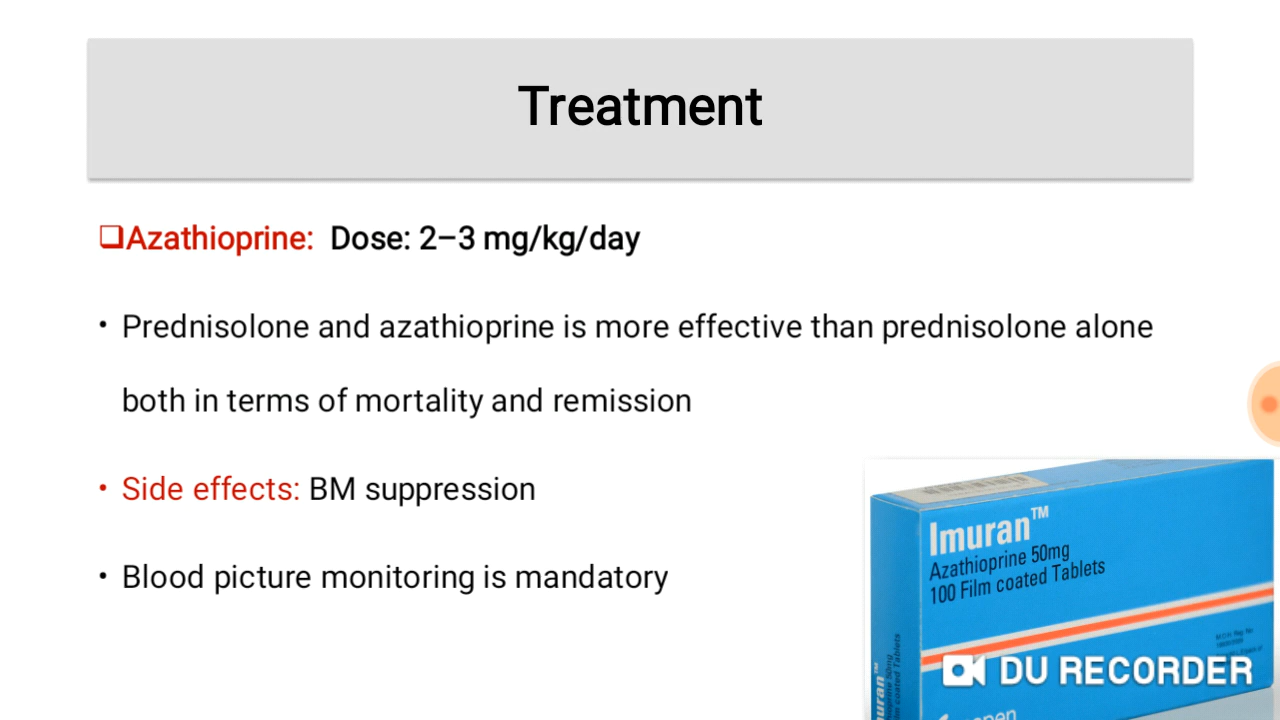 Treatment
❑Azathioprine: Dose: 2–3 mg/kg/day
• Prednisolone and azathioprine is more effective than prednisolone alone
both in terms of mortality and remission
• Side effects: BM suppression
• Blood picture monitoring is mandatory
Imuran™
Azathioprine 50mg
100 Film coated Tablets
DU RECORDER